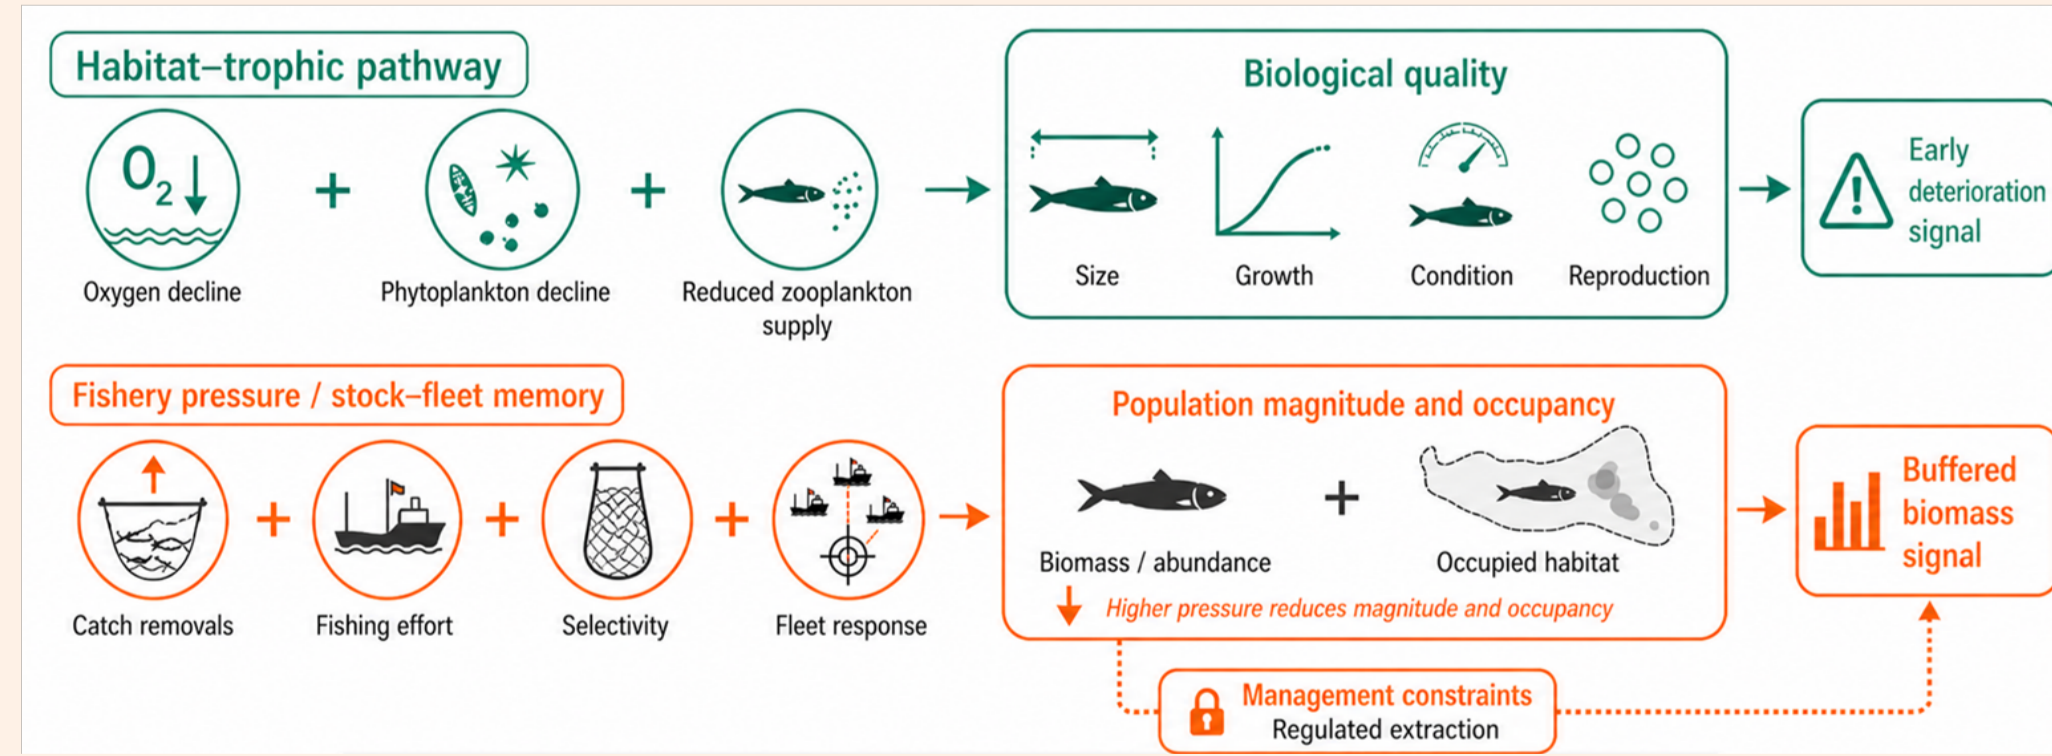 Habitat–trophic pathway
O2
Oxygen decline
+
Phytoplankton decline
+
Reduced zooplankton
supply
Biological quality
Size
Growth
Condition
Reproduction
!
Early
deterioration
signal
Fishery pressure / stock–fleet memory
Catch removals
+
Fishing effort
+
Selectivity
+
Fleet response
Population magnitude and occupancy
Biomass / abundance
+
Occupied habitat
Higher pressure reduces magnitude and occupancy
Buffered
biomass
signal
Management constraints
Regulated extraction